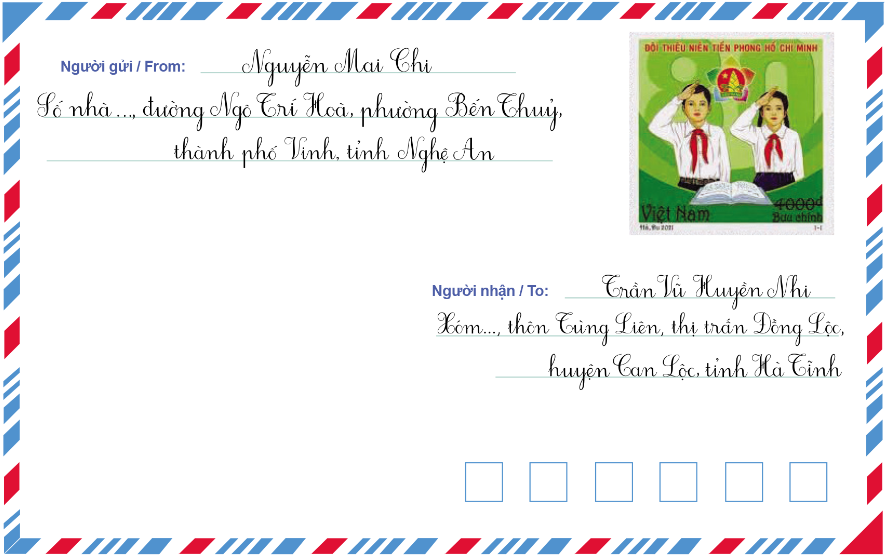 Người gửi / From: Nguyễn Mai Chi
Số nhà ..., đường Ngô Trí Hoà, phường Bến Thuỷ,
thành phố Vinh, tỉnh Nghệ An
ĐỘI THIẾU NIÊN TIỀN PHONG HỒ CHÍ MINH
80
Việt Nam
4000đ
Bưu chính
1-1
Người nhận / To: Trần Vũ Huyền Nhi
Xóm..., thôn Tùng Liên, thị trấn Đồng Lộc,
huyện Can Lộc, tỉnh Hà Tĩnh